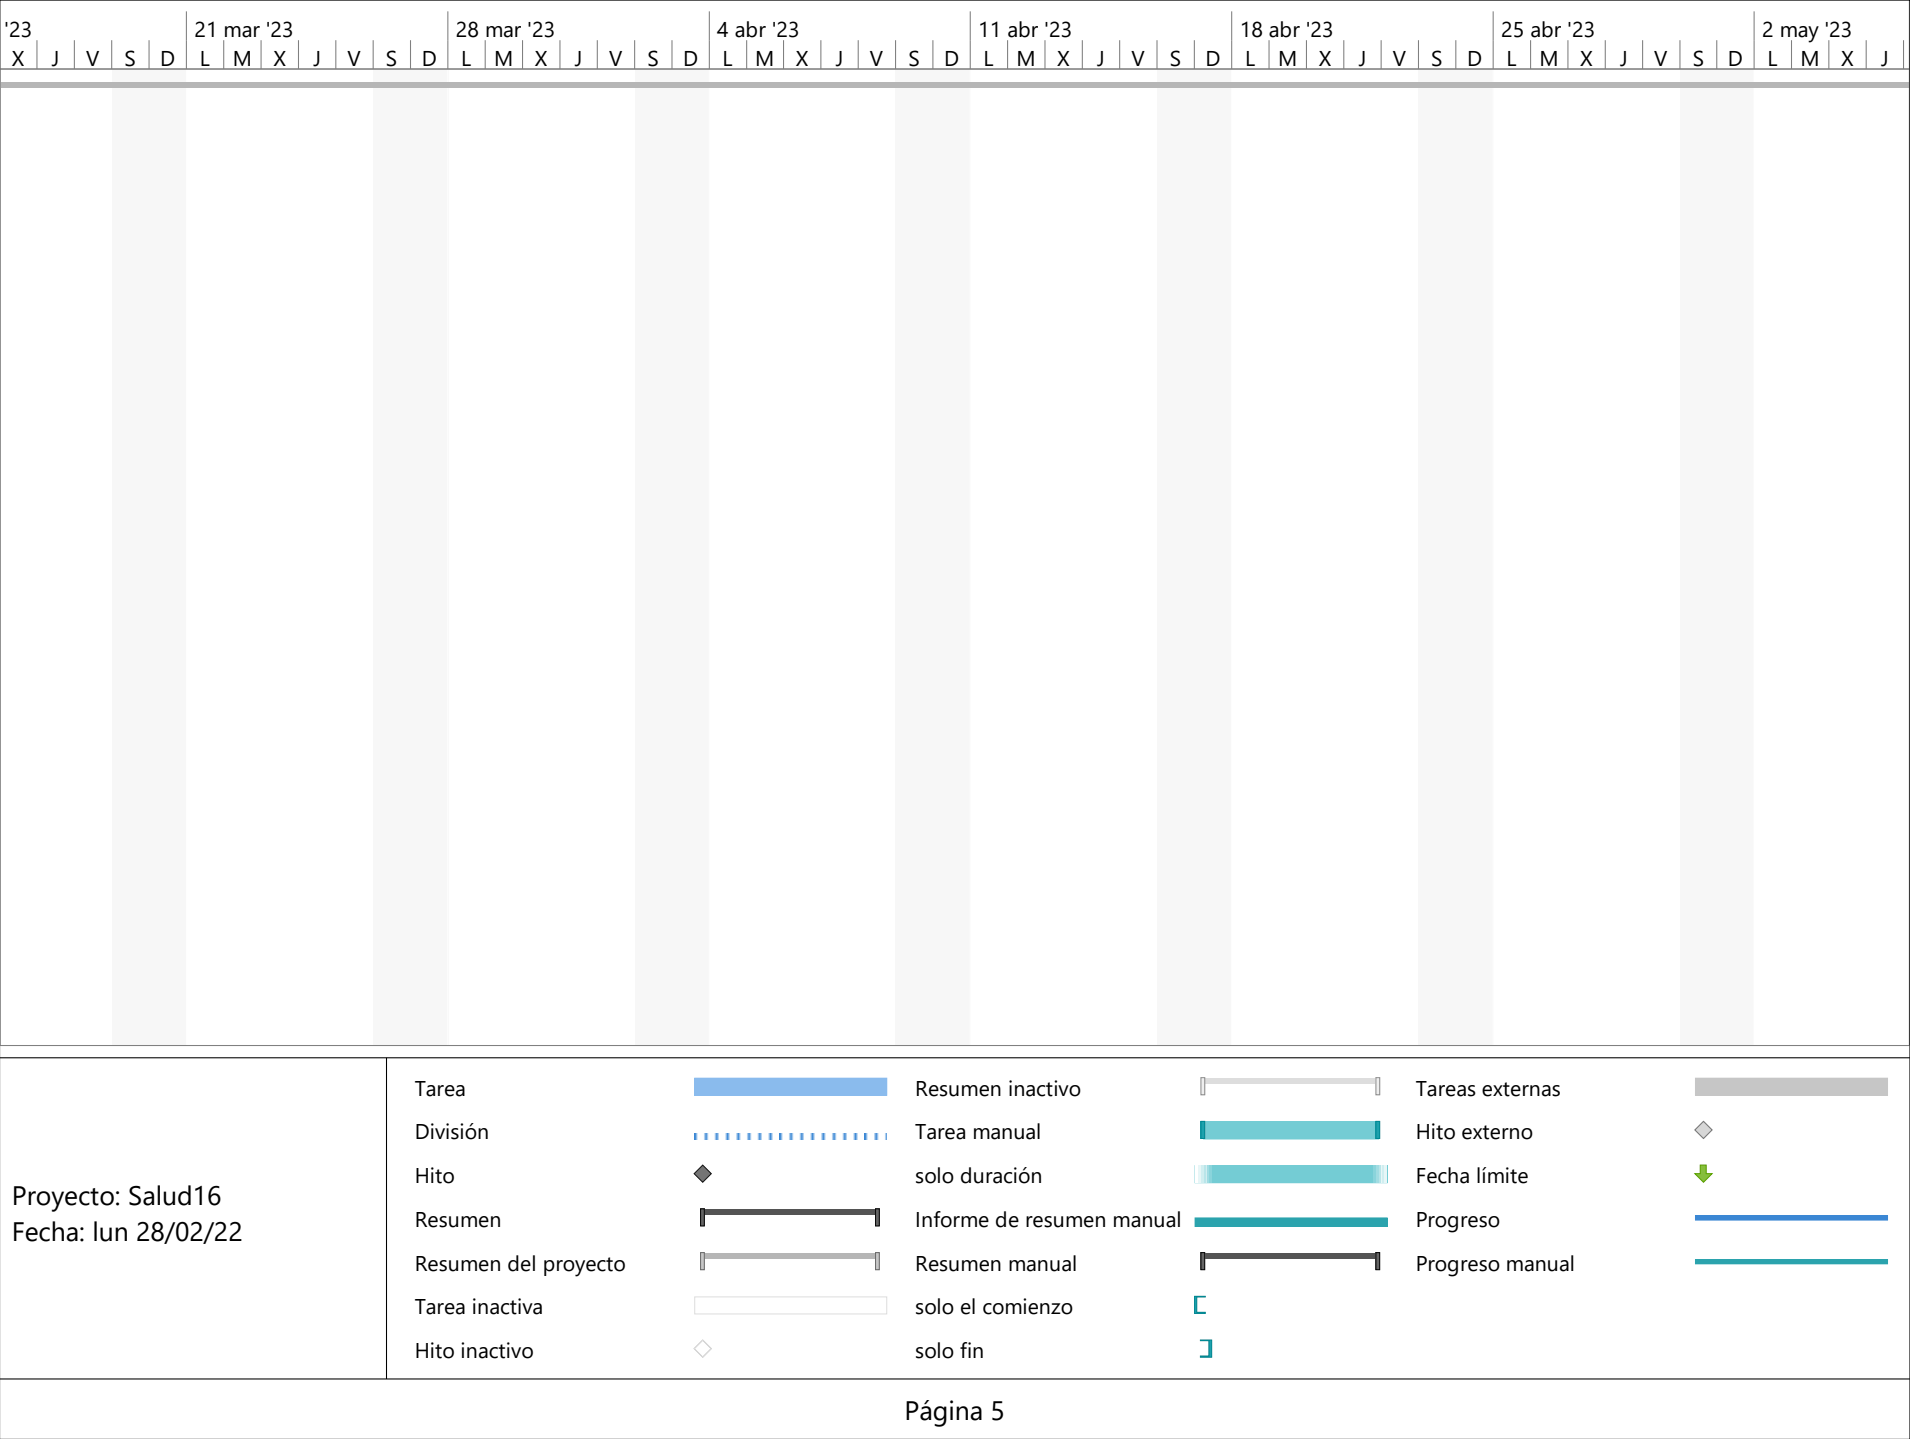 '23 21 mar '23 28 mar '23 4 abr '23 11 abr '23 18 abr '23 25 abr '23 2 may '23
X J V S D L M X J V S D L M X J V S D L M X J V S D L M X J V S D L M X J V S D L M X J V S D L M X J
Tarea
División
Hito
Resumen
Resumen del proyecto
Tarea inactiva
Hito inactivo
Resumen inactivo
Tarea manual
solo duración
Informe de resumen manual
Resumen manual
solo el comienzo
solo fin
Tareas externas
Hito externo
Fecha límite
Progreso
Progreso manual
Proyecto: Salud16
Fecha: lun 28/02/22
Página 5